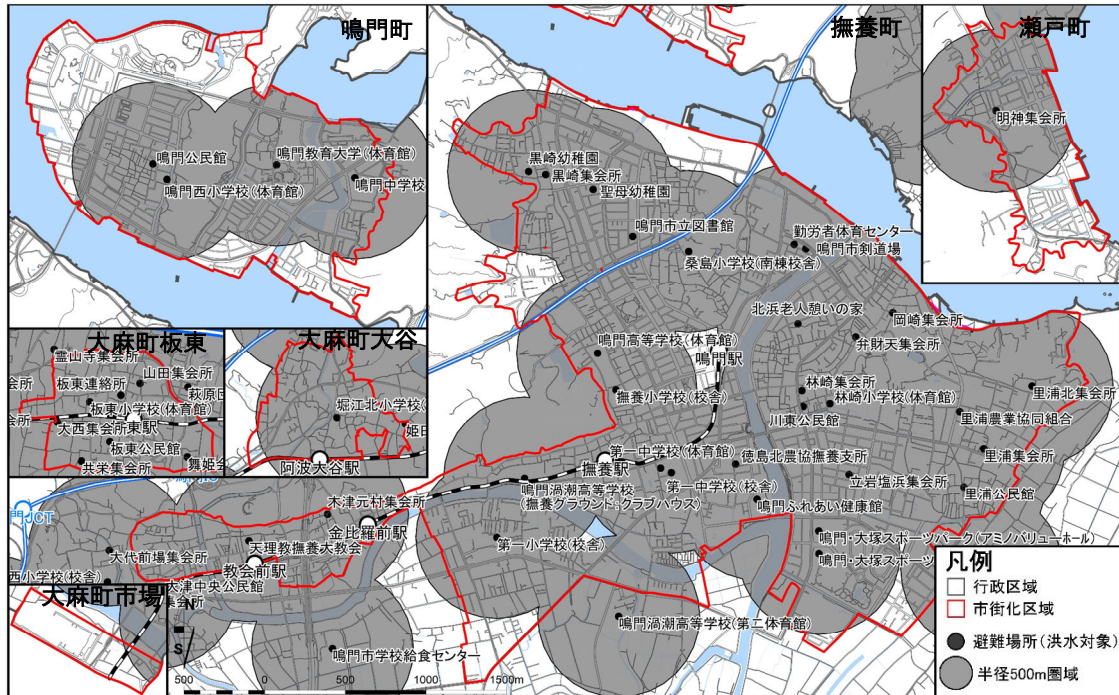 鳴門町
鳴門公民館
鳴門教育大学(体育館)
鳴門西小学校(体育館)
鳴門中学校
撫養町
黒崎幼稚園
黒崎集会所
聖母幼稚園
鳴門市立図書館
勤労者体育センター
鳴門市剣道場
桑島小学校(南棟校舎)
北浜老人憩いの家
岡崎集会所
弁財天集会所
鳴門高等学校(体育館)
鳴門駅
撫養小学校(校舎)
林崎集会所
林崎小学校(体育館)
川東公民館
里浦北集会所
里浦農業協同組合
第一中学校(体育館)
徳島北農協撫養支所
里浦集会所
撫養駅
第一中学校(校舎)
立岩塩浜集会所
里浦公民館
鳴門渦潮高等学校
(撫養グラウンド クラブハウス)
鳴門ふれあい健康館
第一小学校(校舎)
鳴門・大塚スポーツパーク(アミノバリューホール)
鳴門・大塚スポーツ
鳴門渦潮高等学校(第二体育館)
瀬戸町
明神集会所
大麻町板東
霊山寺集会所
山田集会所
会所
板東連絡所
萩原
板東小学校(体育館)
会所
大西集会所
東駅
板東公民館
共栄集会所
舞姫
大麻町大谷
堀江北小学校(
姫田
阿波大谷駅
門JCT
木津元村集会所
金比羅前駅
大代前場集会所
天理教撫養大教会
教会前駅
西小学校(校舎)
大津中央公民館
集会所
大麻町市場
鳴門市学校給食センター
N
S
500 0 500 1000 1500m
凡例
行政区域
市街化区域
避難場所(洪水対象)
半径500m圏域